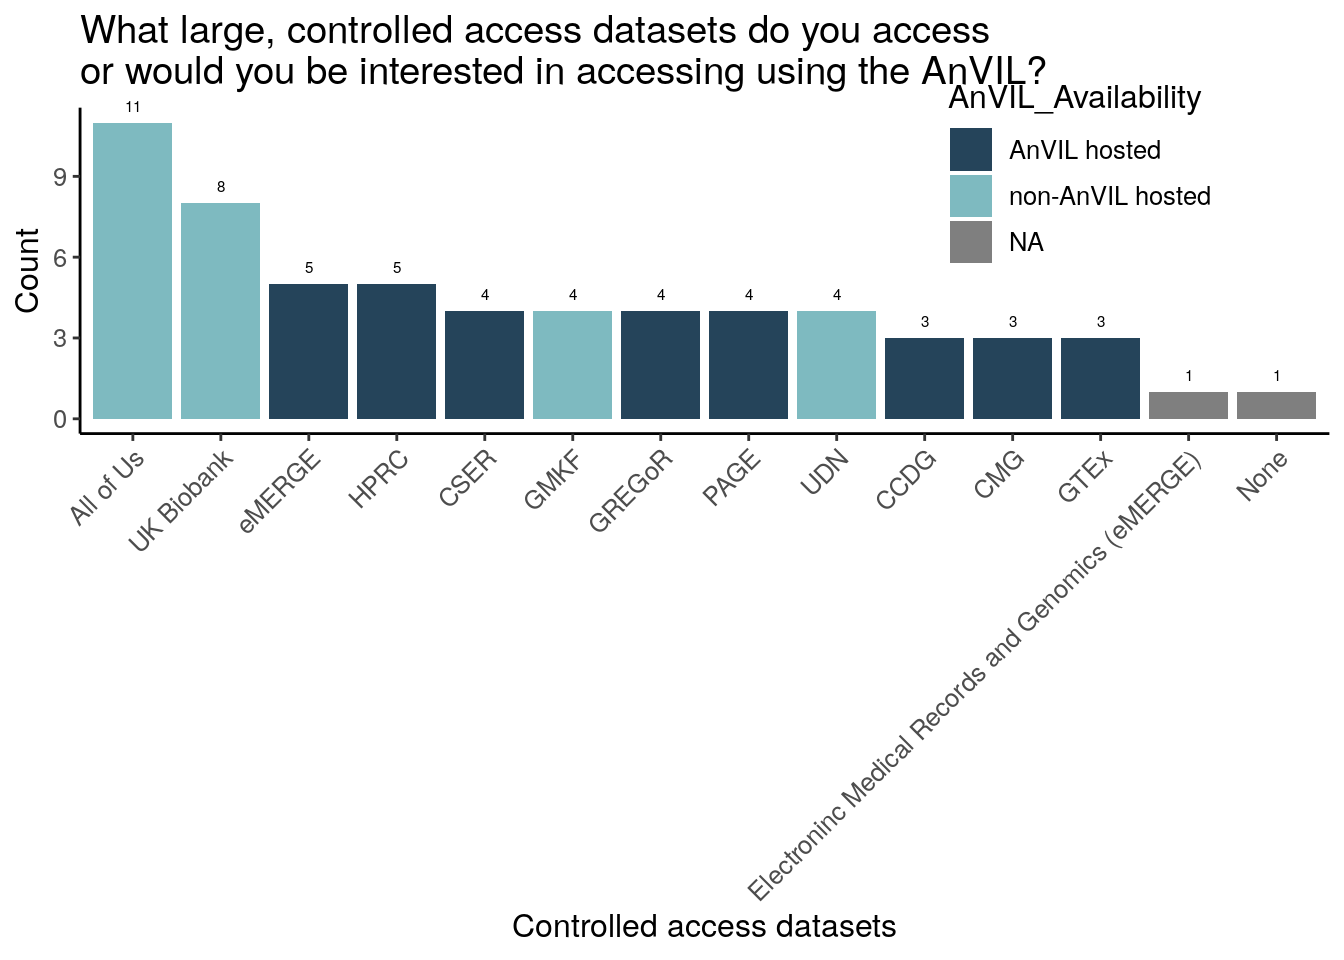 What large, controlled access datasets do you access
or would you be interested in accessing using the AnVIL?
AnVIL_Availability
AnVIL hosted
non-AnVIL hosted
NA
Count
9
6
3
0
11
8
5
5
4
4
4
4
4
3
3
3
1
1
All of Us
UK Biobank
eMERGE
HPRC
CSER
GMKF
GREGoR
PAGE
UDN
CCDG
CMG
GTEx
Electroninc Medical Records and Genomics (eMERGE)
None
Controlled access datasets